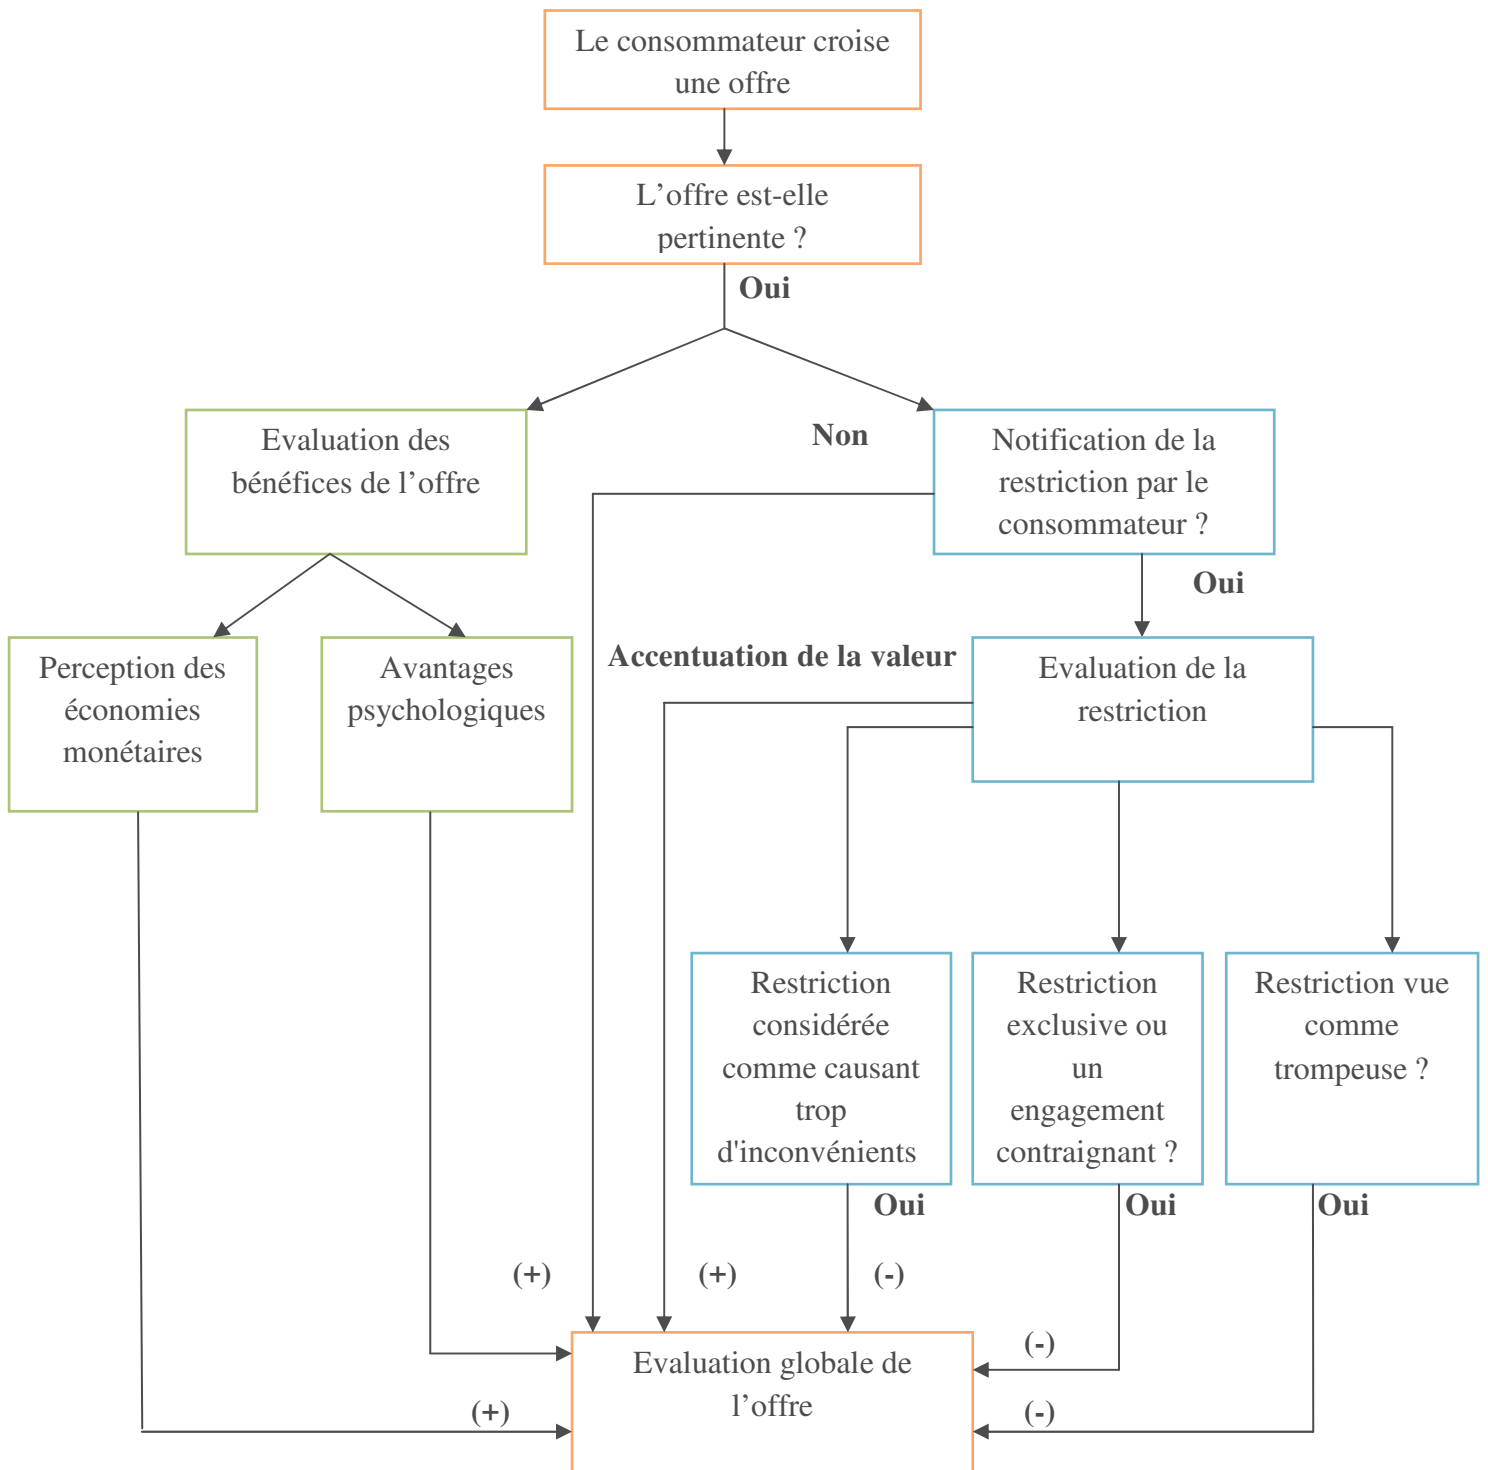 Le consommateur croise
une offre
L’offre est-elle
pertinente ?
Oui
Evaluation des
bénéfices de l’offre
Non
Notification de la
restriction par le
consommateur ?
Oui
Perception des
économies
monétaires
Avantages
psychologiques
Accentuation de la valeur
Evaluation de la
restriction
Restriction
considérée
comme causant
trop
d'inconvénients
Restriction
exclusive ou
un
engagement
contraignant ?
Restriction vue
comme
trompeuse ?
Oui
Oui
Oui
(+)
(+)
(-)
(-)
Evaluation globale de
l’offre
(+)
(-)